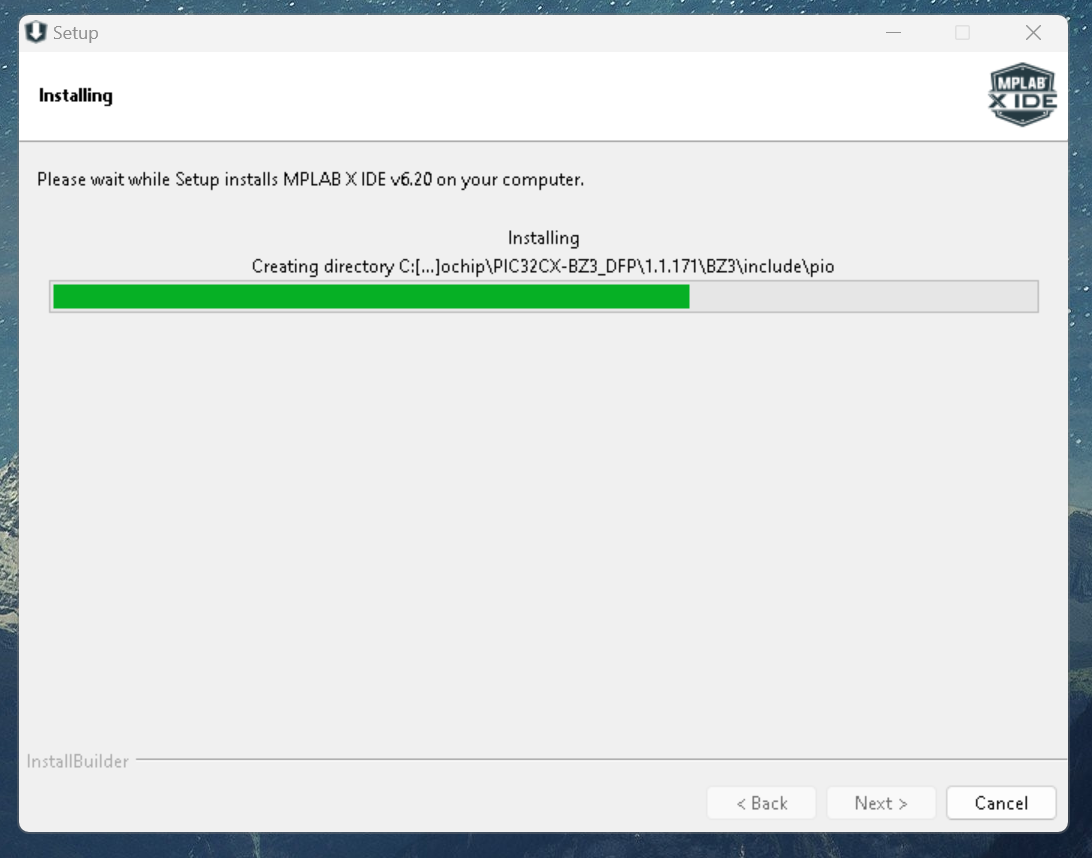 Setup
Installing
MPLAB
X IDE
Please wait while Setup installs MPLAB X IDE v6.20 on your computer.
Installing
Creating directory C:[...]ochip\PIC32CX-BZ3_DFP\1.1.171\BZ3\include\pio
InstallBuilder
< Back
Next >
Cancel